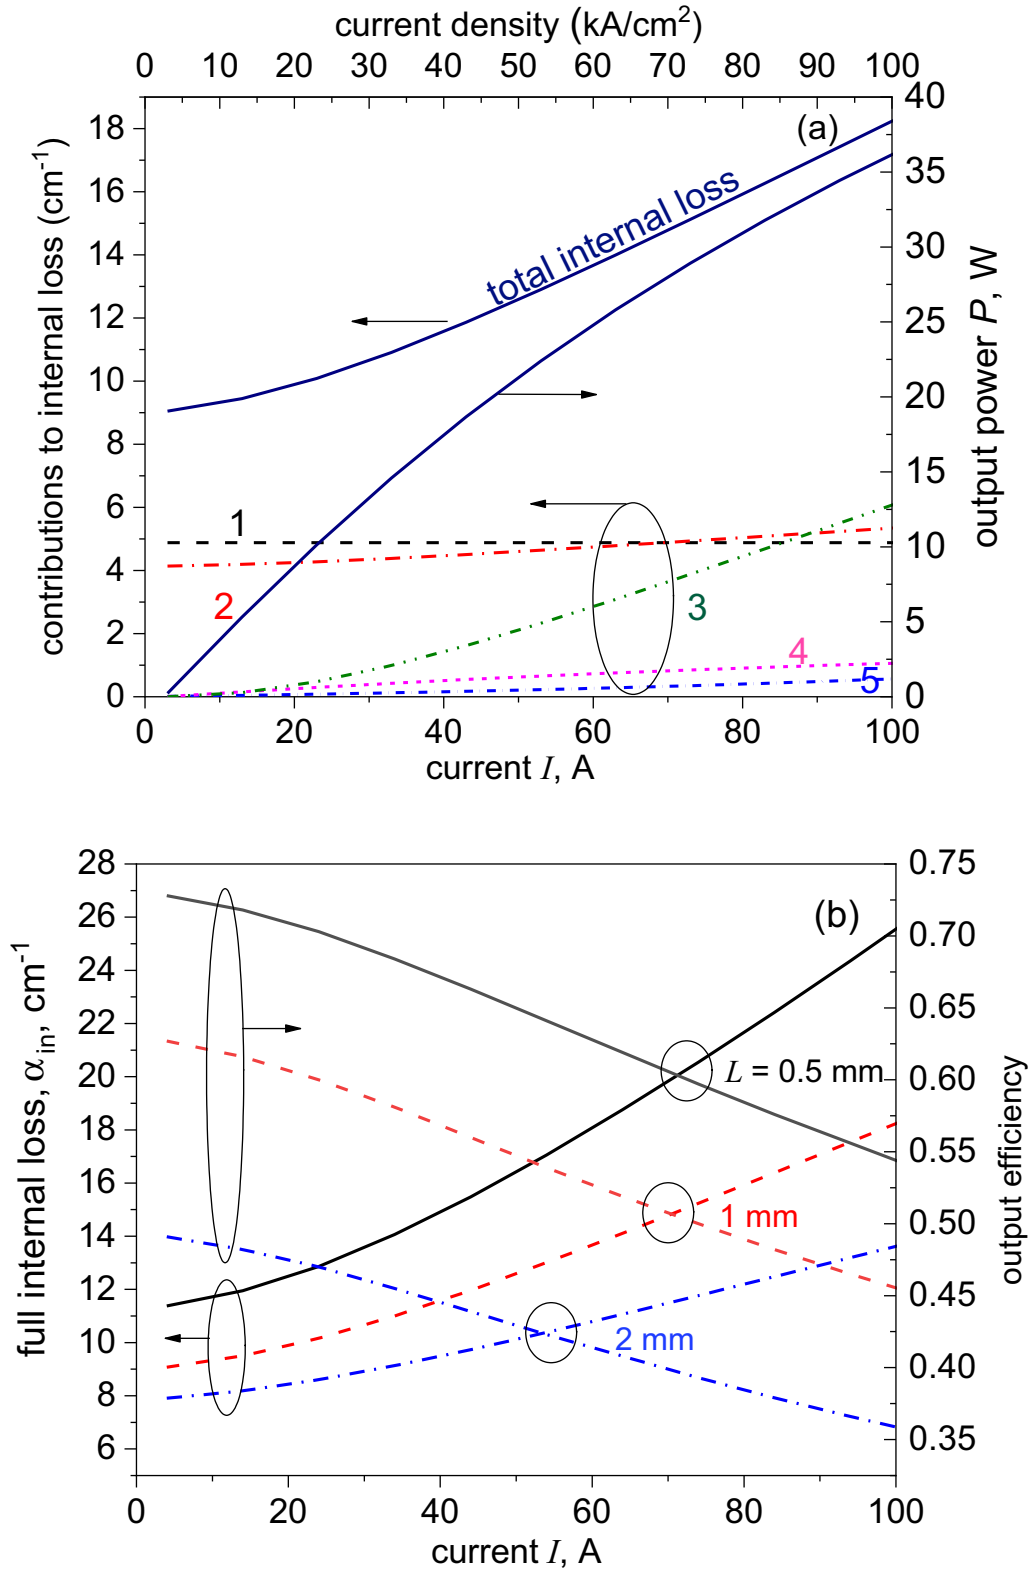 current density (kA/cm²)
0 10 20 30 40 50 60 70 80 90 100
(a)
contributions to internal loss (cm⁻¹)
18
16
14
12
10
8
6
4
2
0
total internal loss
1
2
3
4
5
40
35
30
25
20
15
10
5
0
output power P, W
0 20 40 60 80 100
current I, A
(b)
full internal loss, αin, cm⁻¹
28
26
24
22
20
18
16
14
12
10
8
6
L = 0.5 mm
1 mm
2 mm
0.75
0.70
0.65
0.60
0.55
0.50
0.45
0.40
0.35
output efficiency
0 20 40 60 80 100
current I, A